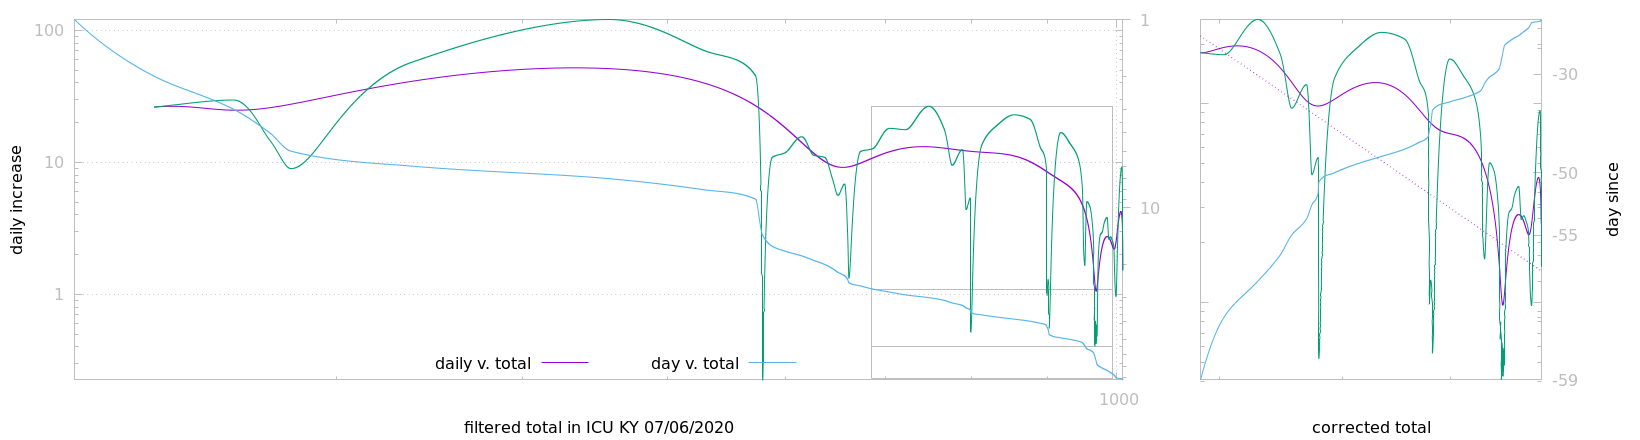 100
10
1
daily increase
1
10
1000
daily v. total
day v. total
filtered total in ICU KY 07/06/2020
-30
-50
-55
-59
day since
corrected total